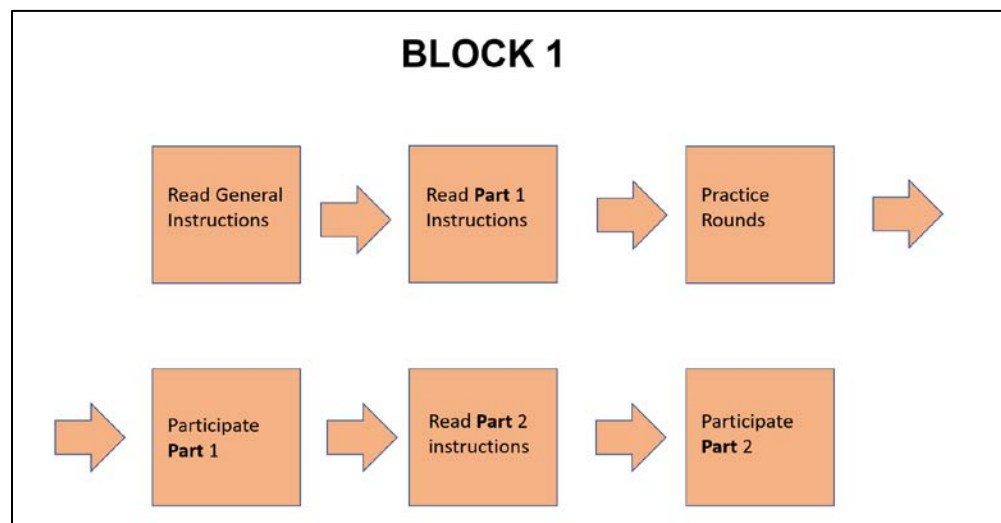 BLOCK 1
Read General
Instructions
Read Part 1
Instructions
Practice
Rounds
Participate
Part 1
Read Part 2
instructions
Participate
Part 2